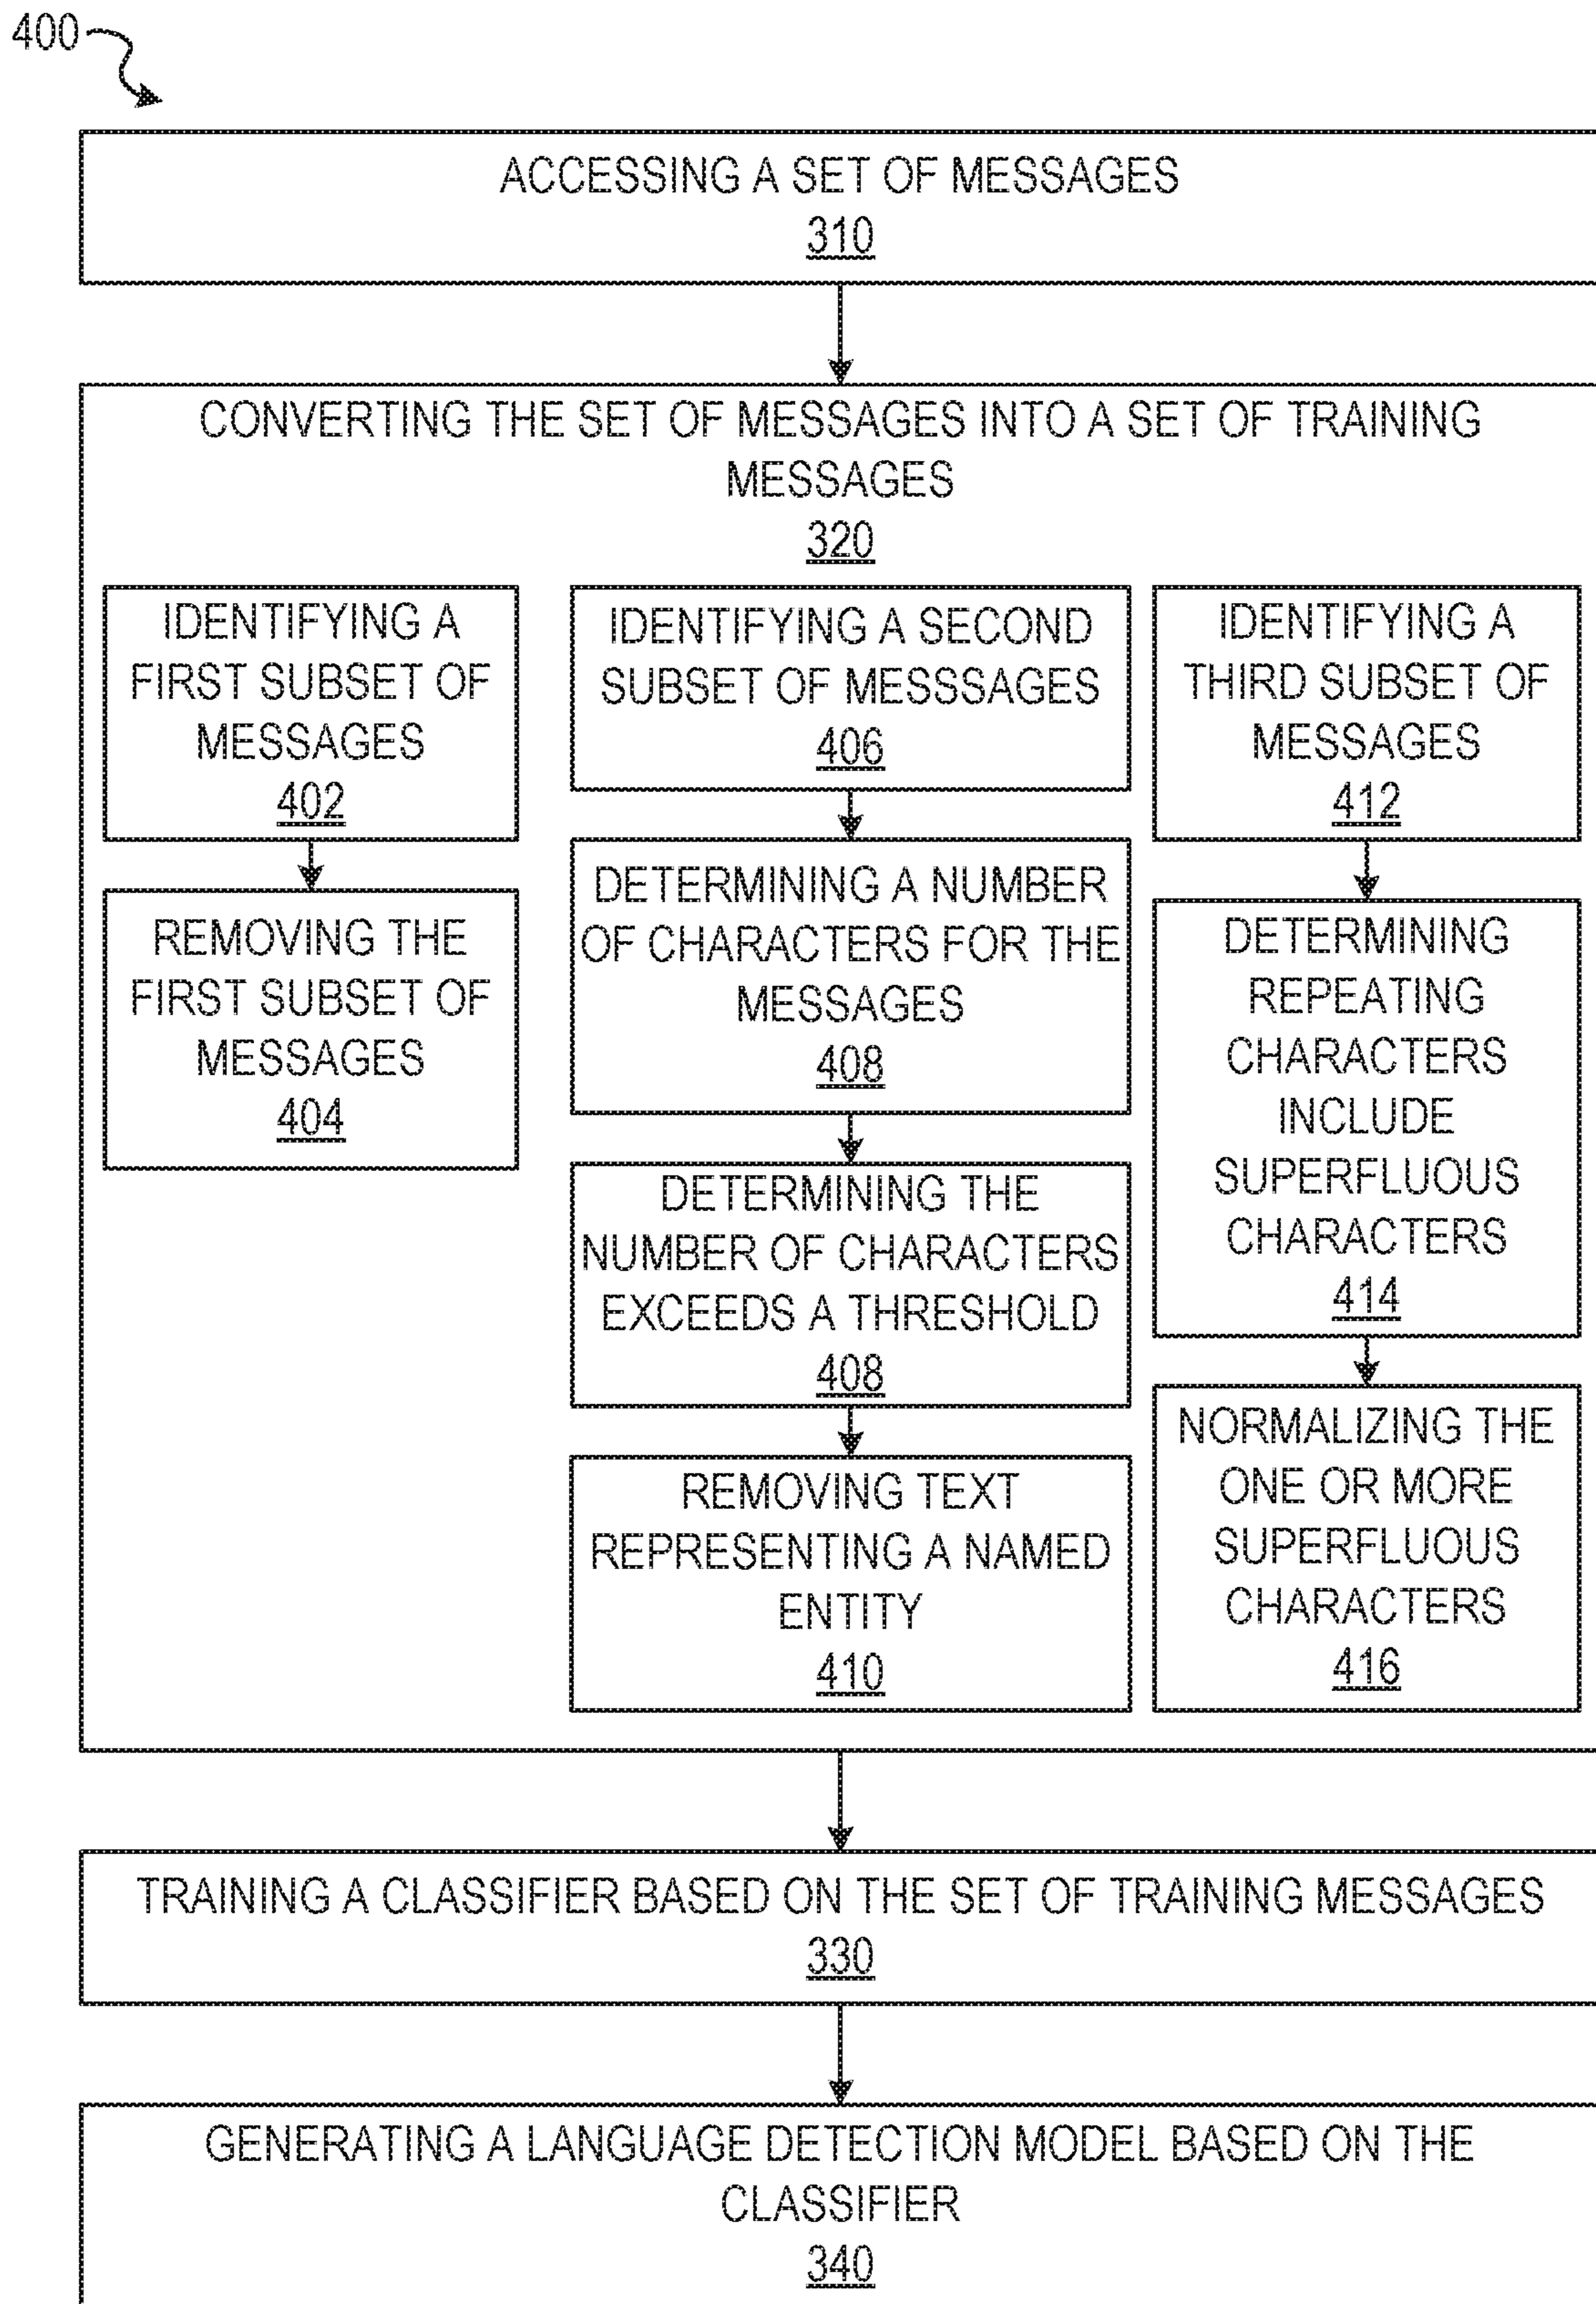 400
ACCESSING A SET OF MESSAGES
310
CONVERTING THE SET OF MESSAGES INTO A SET OF TRAINING
MESSAGES
320
IDENTIFYING A
FIRST SUBSET OF
MESSAGES
402
REMOVING THE
FIRST SUBSET OF
MESSAGES
404
IDENTIFYING A SECOND
SUBSET OF MESSSAGES
406
DETERMINING A NUMBER
OF CHARACTERS FOR THE
MESSAGES
408
DETERMINING THE
NUMBER OF CHARACTERS
EXCEEDS A THRESHOLD
408
REMOVING TEXT
REPRESENTING A NAMED
ENTITY
410
IDENTIFYING A
THIRD SUBSET OF
MESSAGES
412
DETERMINING
REPEATING
CHARACTERS
INCLUDE
SUPERFLUOUS
CHARACTERS
414
NORMALIZING THE
ONE OR MORE
SUPERFLUOUS
CHARACTERS
416
TRAINING A CLASSIFIER BASED ON THE SET OF TRAINING MESSAGES
330
GENERATING A LANGUAGE DETECTION MODEL BASED ON THE
CLASSIFIER
340